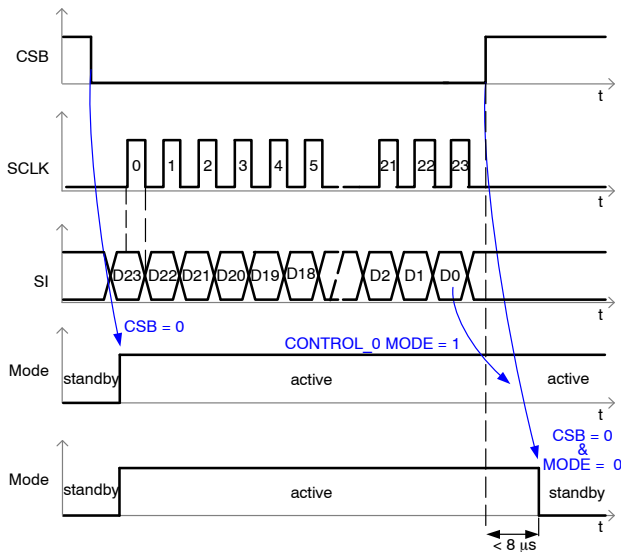 CSB
t
SCLK
0 1 2 3 4 5 21 22 23
t
SI
D23 D22 D21 D20 D19 D18 D2 D1 D0
t
CSB = 0
CONTROL_0 MODE = 1
Mode
standby active active
t
CSB = 0
&
MODE = 0
Mode
standby active standby
t
< 8 µs